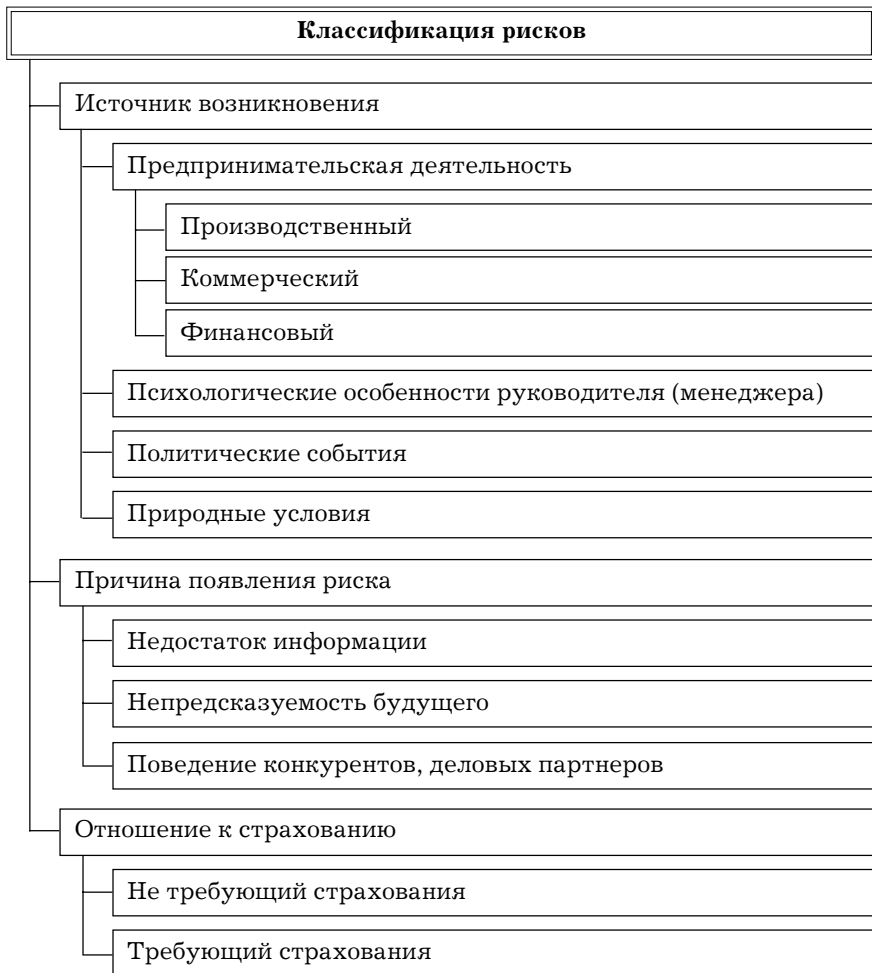 Классификация рисков
Источник возникновения
Предпринимательская деятельность
Производственный
Коммерческий
Финансовый
Психологические особенности руководителя (менеджера)
Политические события
Природные условия
Причина появления риска
Недостаток информации
Непредсказуемость будущего
Поведение конкурентов, деловых партнеров
Отношение к страхованию
Не требующий страхования
Требующий страхования